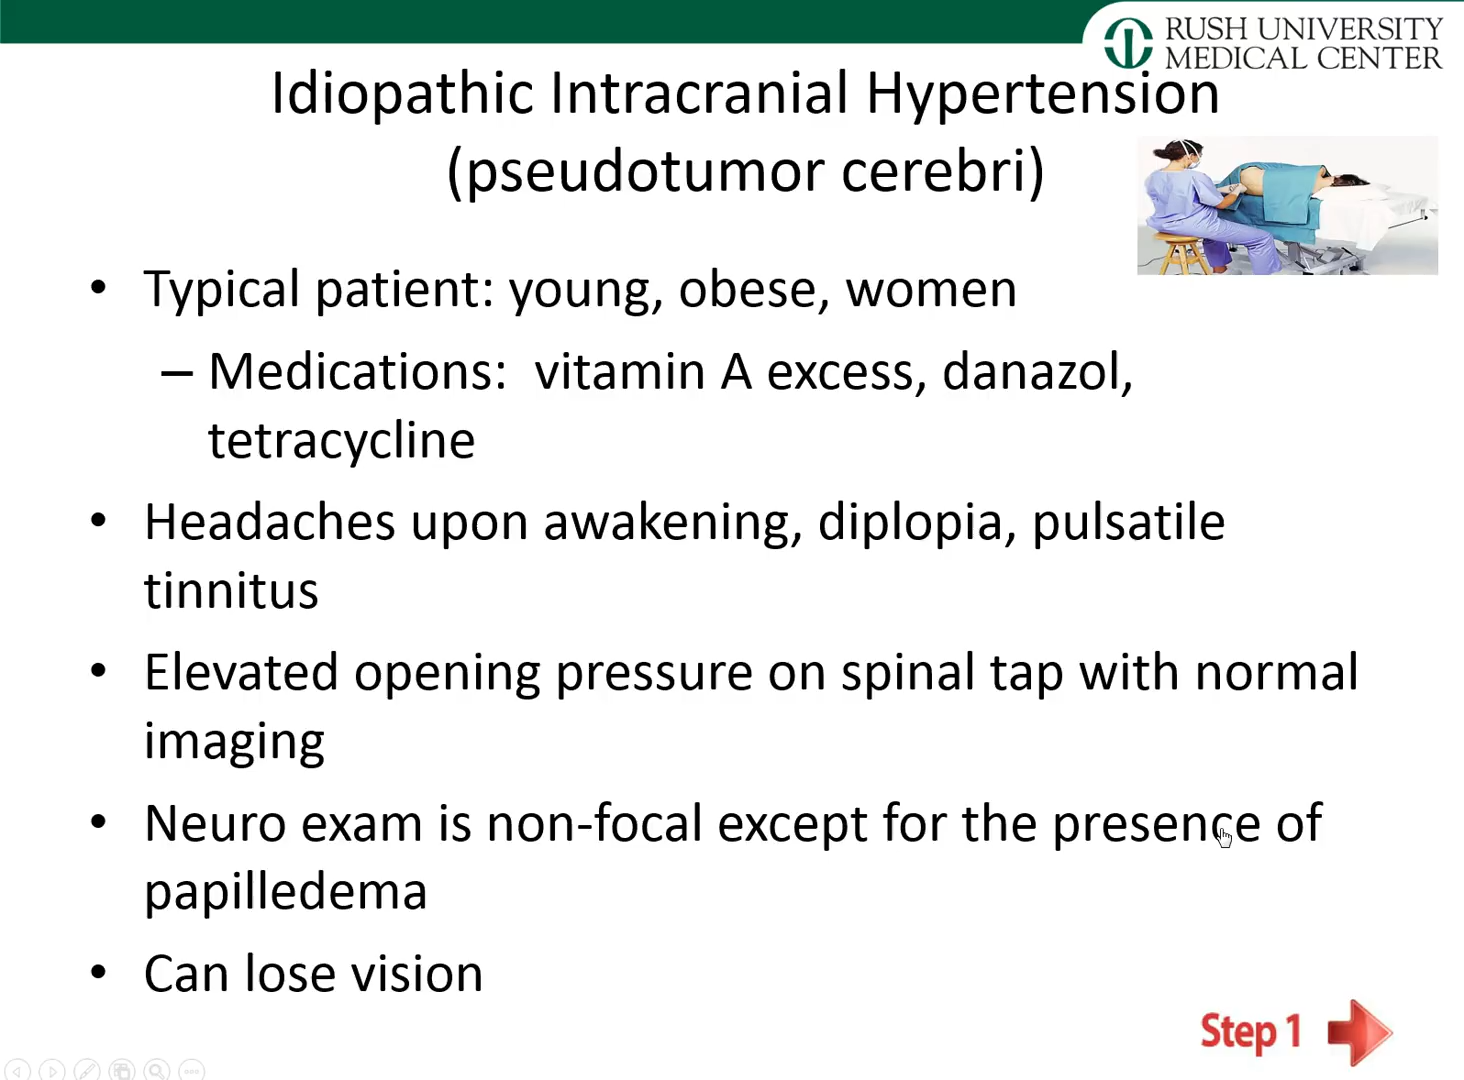 RUSH UNIVERSITY
MEDICAL CENTER
Idiopathic Intracranial Hypertension
(pseudotumor cerebri)
• Typical patient: young, obese, women
– Medications:  vitamin A excess, danazol,
tetracycline
• Headaches upon awakening, diplopia, pulsatile
tinnitus
• Elevated opening pressure on spinal tap with normal
imaging
• Neuro exam is non-focal except for the presence of
papilledema
• Can lose vision
Step 1